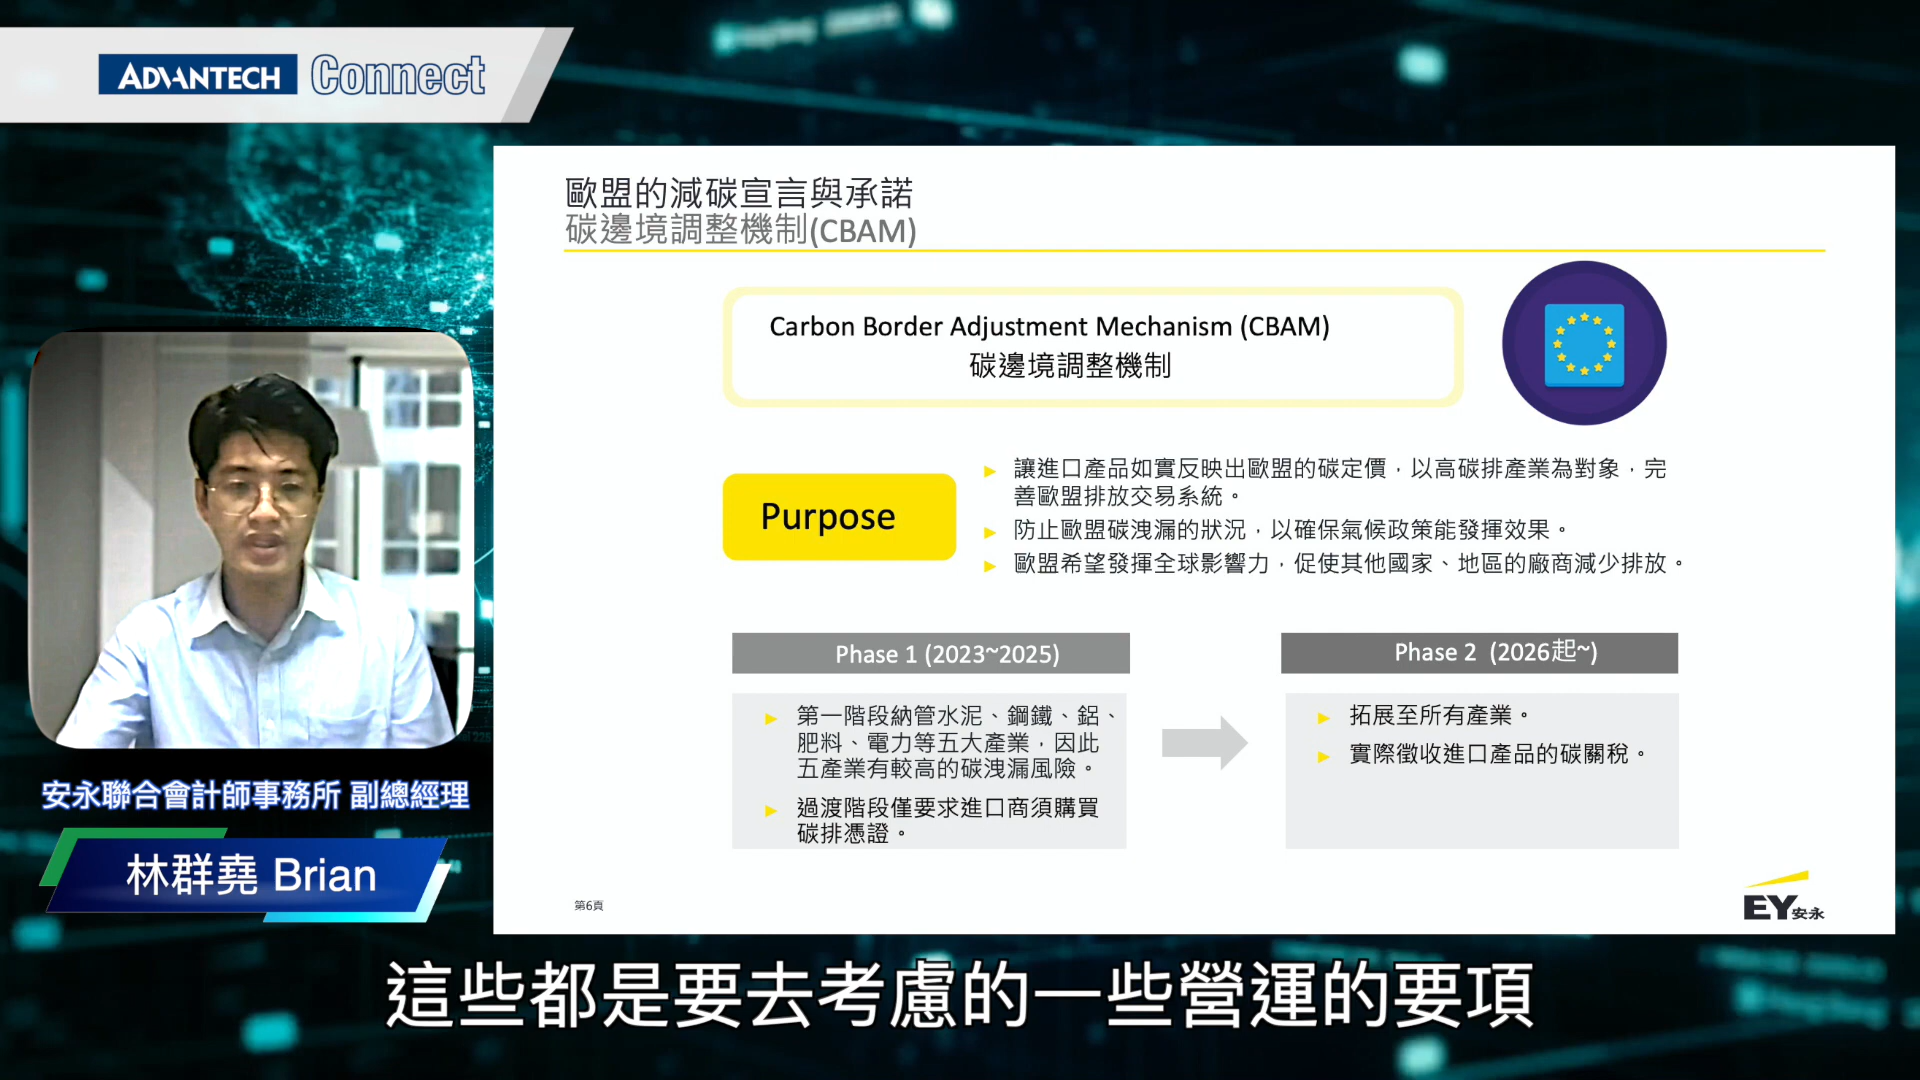 ADVANTECH Connect
歐盟的減碳宣言與承諾
碳邊境調整機制(CBAM)
Carbon Border Adjustment Mechanism (CBAM)
碳邊境調整機制
Purpose
讓進口產品如實反映出歐盟的碳定價，以高碳排產業為對象，完
善歐盟排放交易系統。
防止歐盟碳洩漏的狀況，以確保氣候政策能發揮效果。
歐盟希望發揮全球影響力，促使其他國家、地區的廠商減少排放。
Phase 1 (2023~2025)
第一階段納管水泥、鋼鐵、鋁、
肥料、電力等五大產業，因此
五產業有較高的碳洩漏風險。
過渡階段僅要求進口商須購買
碳排憑證。
Phase 2 (2026起~)
拓展至所有產業。
實際徵收進口產品的碳關稅。
第6頁
EY安永
安永聯合會計師事務所 副總經理
林群堯 Brian
這些都是要去考慮的一些營運的要項